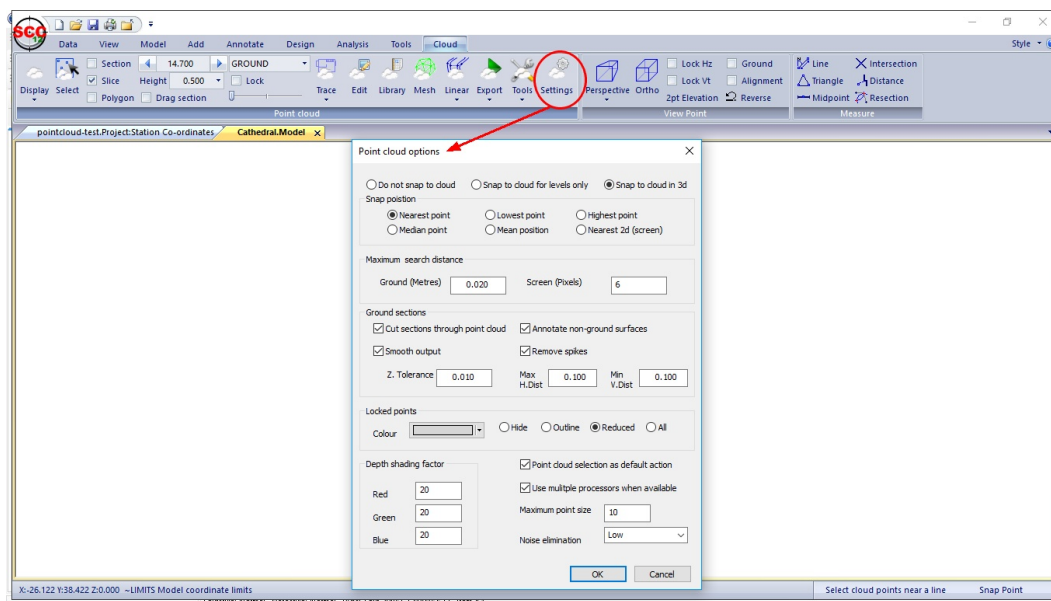 SCC
12
Data View Model Add Annotate Design Analysis Tools Cloud Style
Section 14.700 GROUND Lock Hz Ground Line Intersection
Slice Height 0.500 Lock Lock Vt Alignment Triangle Distance
Display Select Polygon Drag section Trace Edit Library Mesh Linear Export Tools Settings Perspective Ortho 2pt Elevation Reverse Midpoint Resection
Point cloud View Point Measure
pointcloud-test.Project:Station Co-ordinates Cathedral.Model x
Point cloud options
Do not snap to cloud Snap to cloud for levels only Snap to cloud in 3d
Snap poistion
Nearest point Lowest point Highest point
Median point Mean position Nearest 2d (screen)
Maximum search distance
Ground (Metres) 0.020 Screen (Pixels) 6
Ground sections
Cut sections through point cloud Annotate non-ground surfaces
Smooth output Remove spikes
Z. Tolerance 0.010 Max H.Dist 0.100 Min V.Dist 0.100
Locked points
Colour Hide Outline Reduced All
Depth shading factor Point cloud selection as default action
Red 20 Use mulitple processors when available
Green 20 Maximum point size 10
Blue 20 Noise elimination Low
OK Cancel
X:-26.122 Y:38.422 Z:0.000 ~LIMITS Model coordinate limits Select cloud points near a line Snap Point